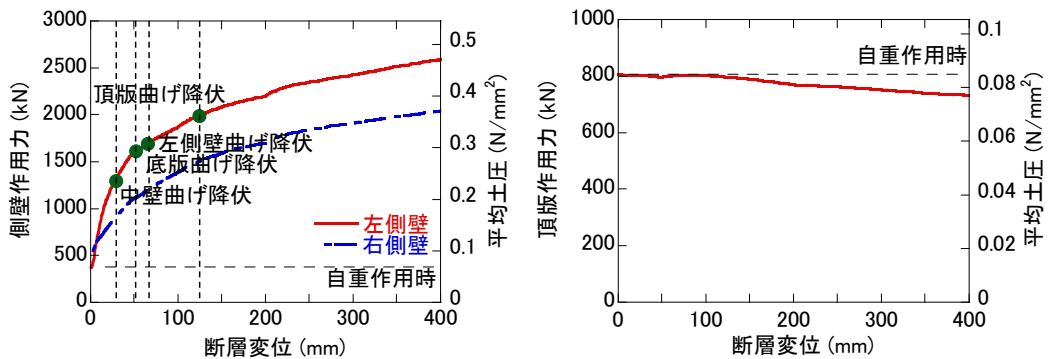 3000
2500
2000
1500
1000
500
0
側壁作用力 (kN)
0.5
0.4
0.3
0.2
0.1
0
平均土圧 (N/mm²)
頂版曲げ降伏
左側壁曲げ降伏
底版曲げ降伏
中壁曲げ降伏
左側壁
右側壁
自重作用時
0 100 200 300 400
断層変位 (mm)
1000
800
600
400
200
0
頂版作用力 (kN)
0.1
0.08
0.06
0.04
0.02
0
平均土圧 (N/mm²)
自重作用時
0 100 200 300 400
断層変位 (mm)